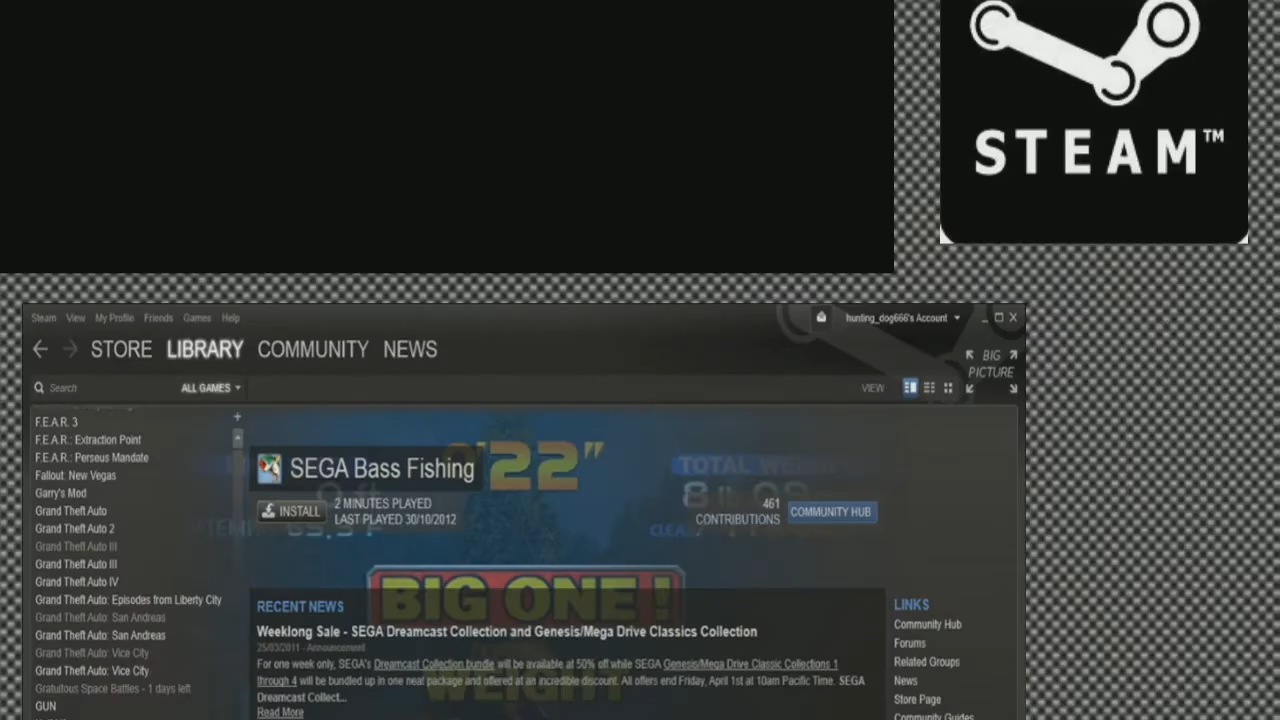 STEAM™
Steam View My Profile Friends Games Help
hunting_dog666's Account
STORE LIBRARY COMMUNITY NEWS
BIG PICTURE
Search ALL GAMES
VIEW
F.E.A.R. 3
F.E.A.R.: Extraction Point
F.E.A.R.: Perseus Mandate
Fallout: New Vegas
Garry's Mod
Grand Theft Auto
Grand Theft Auto 2
Grand Theft Auto III
Grand Theft Auto III
Grand Theft Auto IV
Grand Theft Auto: Episodes from Liberty City
Grand Theft Auto: San Andreas
Grand Theft Auto: San Andreas
Grand Theft Auto: Vice City
Grand Theft Auto: Vice City
Gratuitous Space Battles - 1 days left
GUN
SEGA Bass Fishing
'22"
TOTAL
INSTALL
2 MINUTES PLAYED
LAST PLAYED 30/10/2012
461
CONTRIBUTIONS
COMMUNITY HUB
BIG ONE!
WEIGHT
RECENT NEWS
Weeklong Sale - SEGA Dreamcast Collection and Genesis/Mega Drive Classics Collection
25/03/2011 - Announcement
For one week only, SEGA's Dreamcast Collection bundle will be available at 50% off while SEGA Genesis/Mega Drive Classic Collections 1
through 4 will be bundled up in one neat package and offered at an incredible discount. All offers end Friday, April 1st at 10am Pacific Time. SEGA
Dreamcast Collect...
Read More
LINKS
Community Hub
Forums
Related Groups
News
Store Page
Community Guides